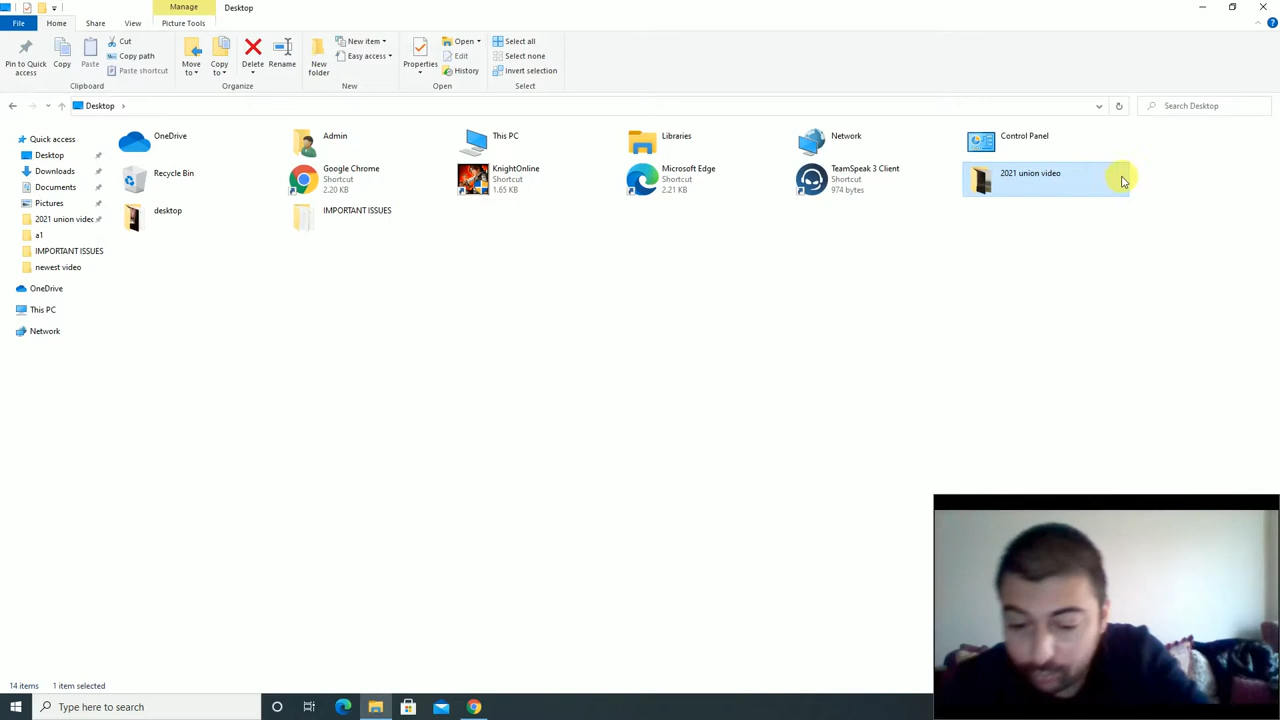 Manage
Desktop
File
Home
Share
View
Picture Tools
Pin to Quick access
Copy
Paste
Cut
Copy path
Paste shortcut
Clipboard
Move to
Copy to
Delete
Rename
Organize
New folder
New item
Easy access
New
Properties
Open
Edit
History
Open
Select all
Select none
Invert selection
Select
Desktop
Search Desktop
Quick access
Desktop
Downloads
Documents
Pictures
2021 union video
a1
IMPORTANT ISSUES
newest video
OneDrive
This PC
Network
OneDrive
Admin
This PC
Libraries
Network
Control Panel
Recycle Bin
Google Chrome
Shortcut
2.20 KB
KnightOnline
Shortcut
1.65 KB
Microsoft Edge
Shortcut
2.21 KB
TeamSpeak 3 Client
Shortcut
974 bytes
2021 union video
desktop
IMPORTANT ISSUES
14 items
1 item selected
Type here to search